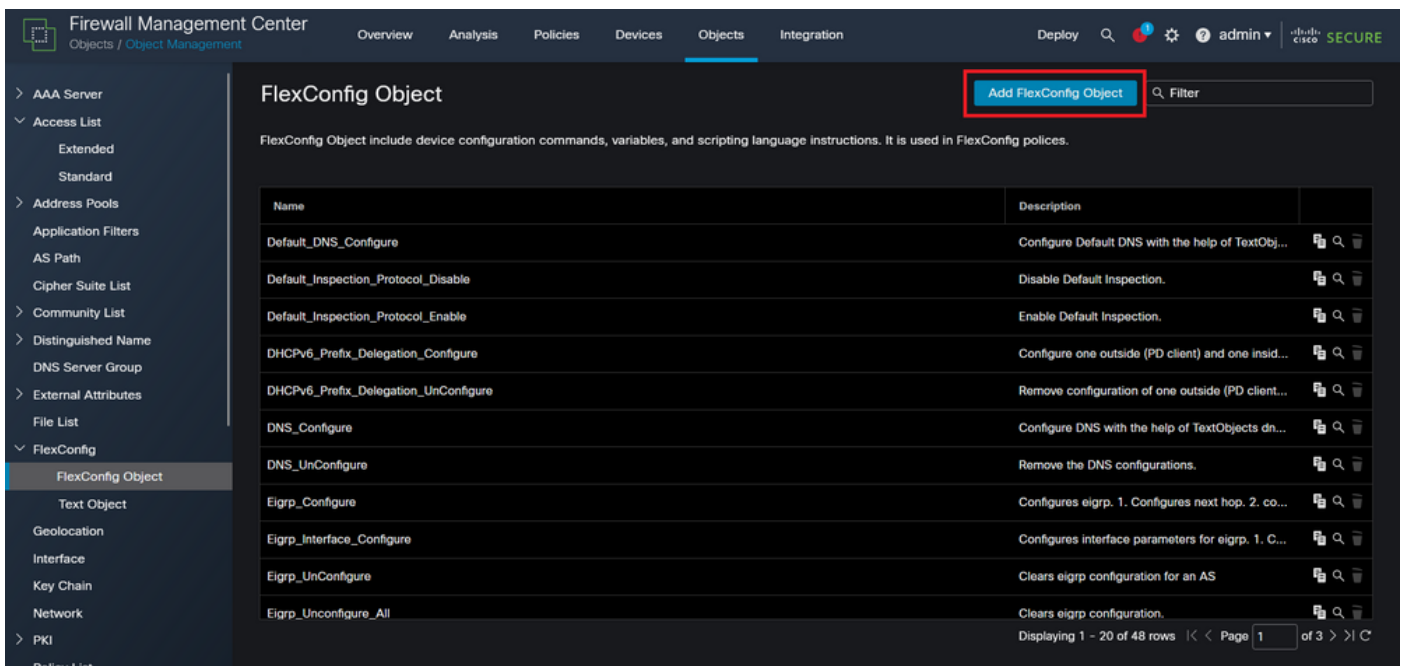 Firewall Management Center
Objects / Object Management
Overview Analysis Policies Devices Objects Integration
Deploy 1 ? admin cisco SECURE
AAA Server
Access List
Extended
Standard
Address Pools
Application Filters
AS Path
Cipher Suite List
Community List
Distinguished Name
DNS Server Group
External Attributes
File List
FlexConfig
FlexConfig Object
Text Object
Geolocation
Interface
Key Chain
Network
PKI
Policy List
FlexConfig Object
Add FlexConfig Object
Filter
FlexConfig Object include device configuration commands, variables, and scripting language instructions. It is used in FlexConfig polices.
Name Description
Default_DNS_Configure Configure Default DNS with the help of TextObj...
Default_Inspection_Protocol_Disable Disable Default Inspection.
Default_Inspection_Protocol_Enable Enable Default Inspection.
DHCPv6_Prefix_Delegation_Configure Configure one outside (PD client) and one insid...
DHCPv6_Prefix_Delegation_UnConfigure Remove configuration of one outside (PD client...
DNS_Configure Configure DNS with the help of TextObjects dn...
DNS_UnConfigure Remove the DNS configurations.
Eigrp_Configure Configures eigrp. 1. Configures next hop. 2. co...
Eigrp_Interface_Configure Configures interface parameters for eigrp. 1. C...
Eigrp_UnConfigure Clears eigrp configuration for an AS
Eigrp_Unconfigure_All Clears eigrp configuration.
Displaying 1 - 20 of 48 rows |< < Page 1 of 3 > >|